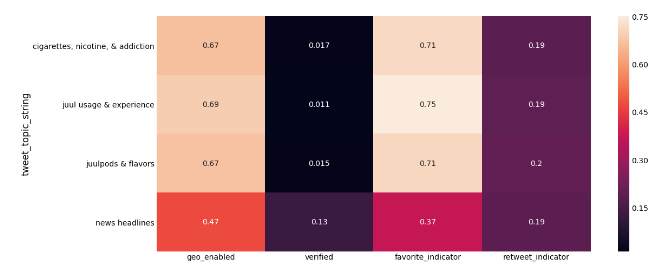 tweet_topic_string
cigarettes, nicotine, & addiction 0.67 0.017 0.71 0.19
juul usage & experience 0.69 0.011 0.75 0.19
juulpods & flavors 0.67 0.015 0.71 0.2
news headlines 0.47 0.13 0.37 0.19
geo_enabled verified favorite_indicator retweet_indicator
0.75
0.60
0.45
0.30
0.15